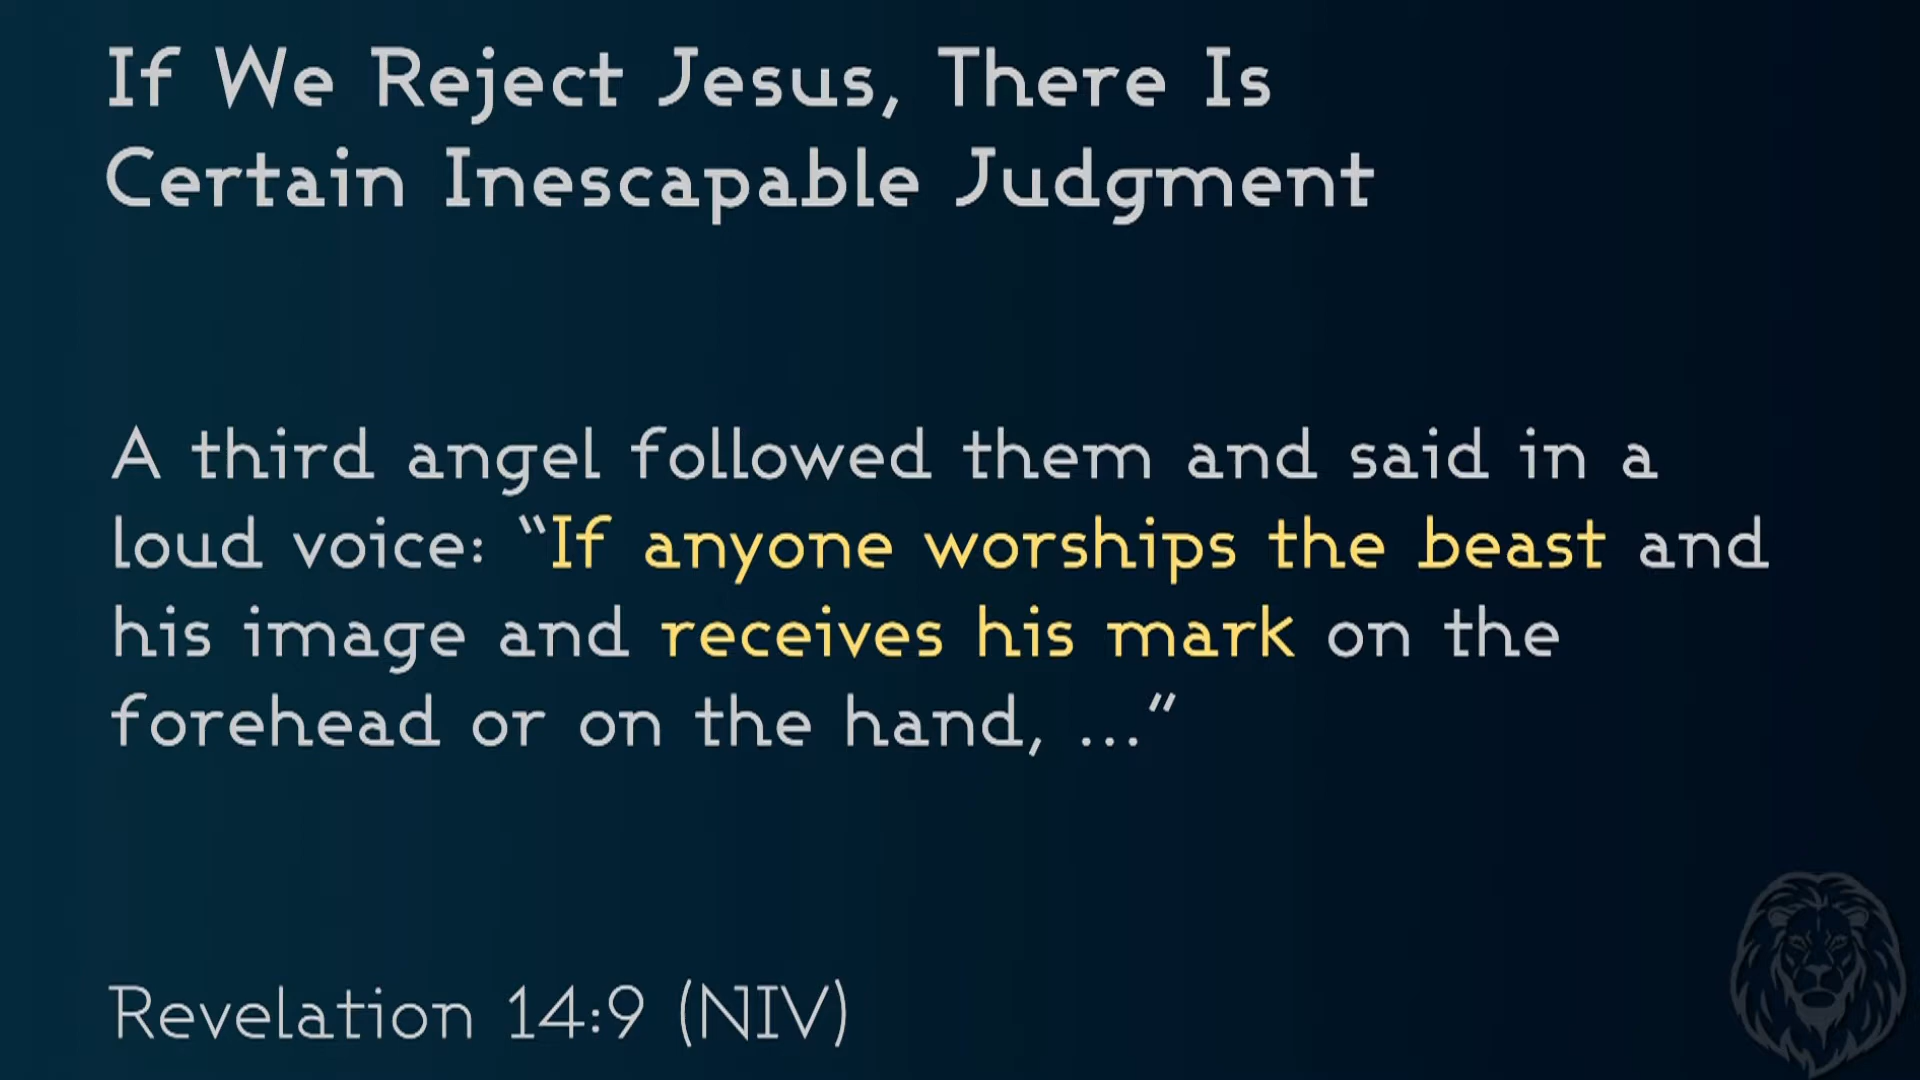 If We Reject Jesus, There Is
Certain Inescapable Judgment
A third angel followed them and said in a
loud voice: “If anyone worships the beast and
his image and receives his mark on the
forehead or on the hand, ...”
Revelation 14:9 (NIV)